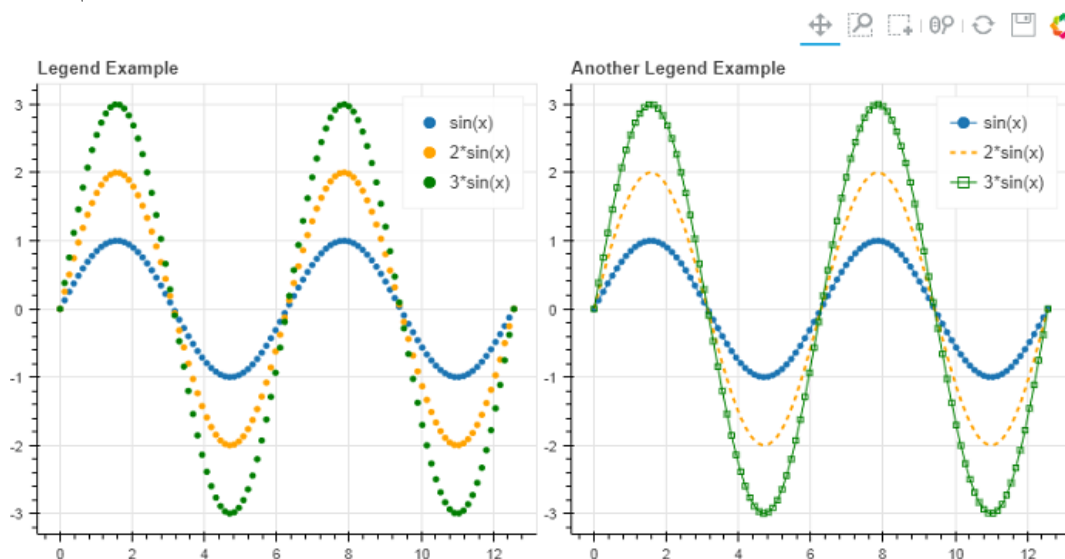 Legend Example
3
2
1
0
-1
-2
-3
0 2 4 6 8 10 12
sin(x)
2*sin(x)
3*sin(x)
Another Legend Example
3
2
1
0
-1
-2
-3
0 2 4 6 8 10 12
sin(x)
2*sin(x)
3*sin(x)